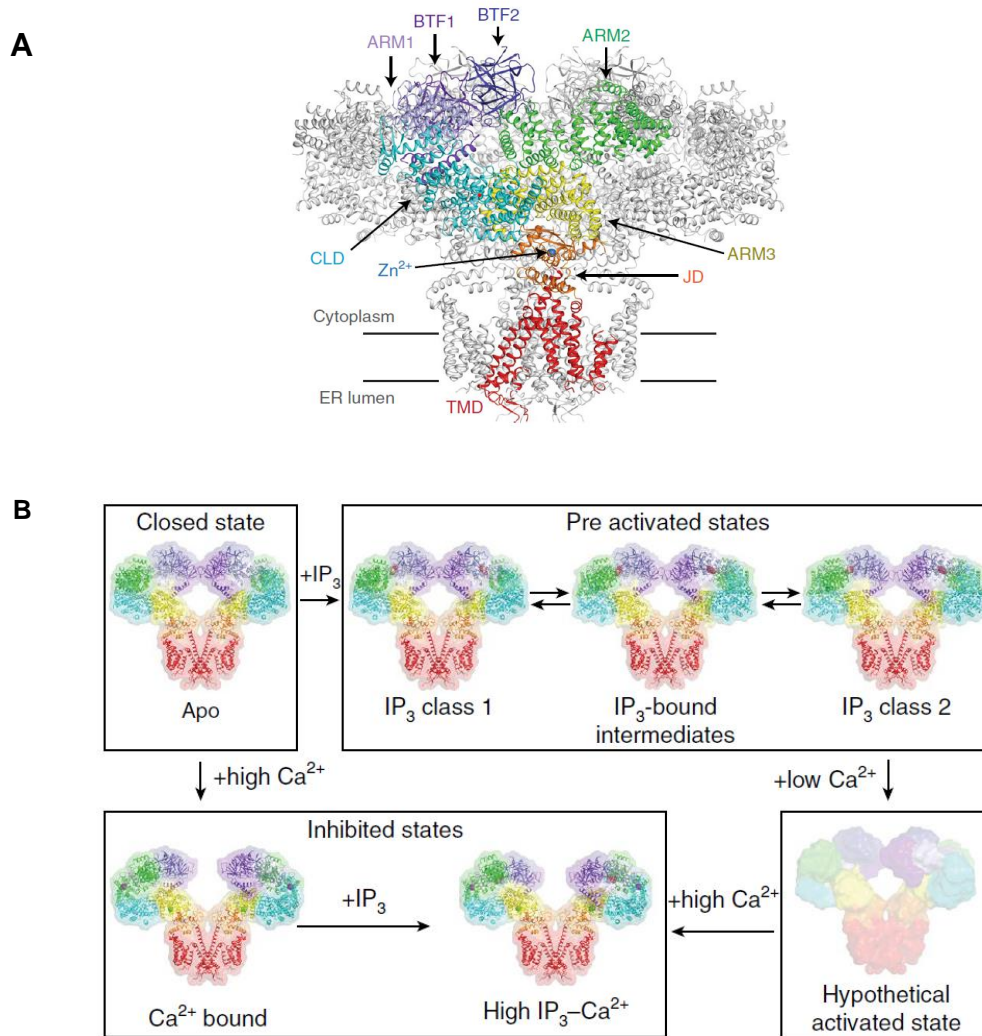 A
BTF1
BTF2
ARM1
ARM2
CLD
Zn²⁺
ARM3
JD
Cytoplasm
ER lumen
TMD
B
Closed state
Pre activated states
+IP₃
Apo
IP₃ class 1
IP₃-bound
intermediates
IP₃ class 2
+high Ca²⁺
+low Ca²⁺
Inhibited states
+IP₃
+high Ca²⁺
Ca²⁺ bound
High IP₃–Ca²⁺
Hypothetical
activated state